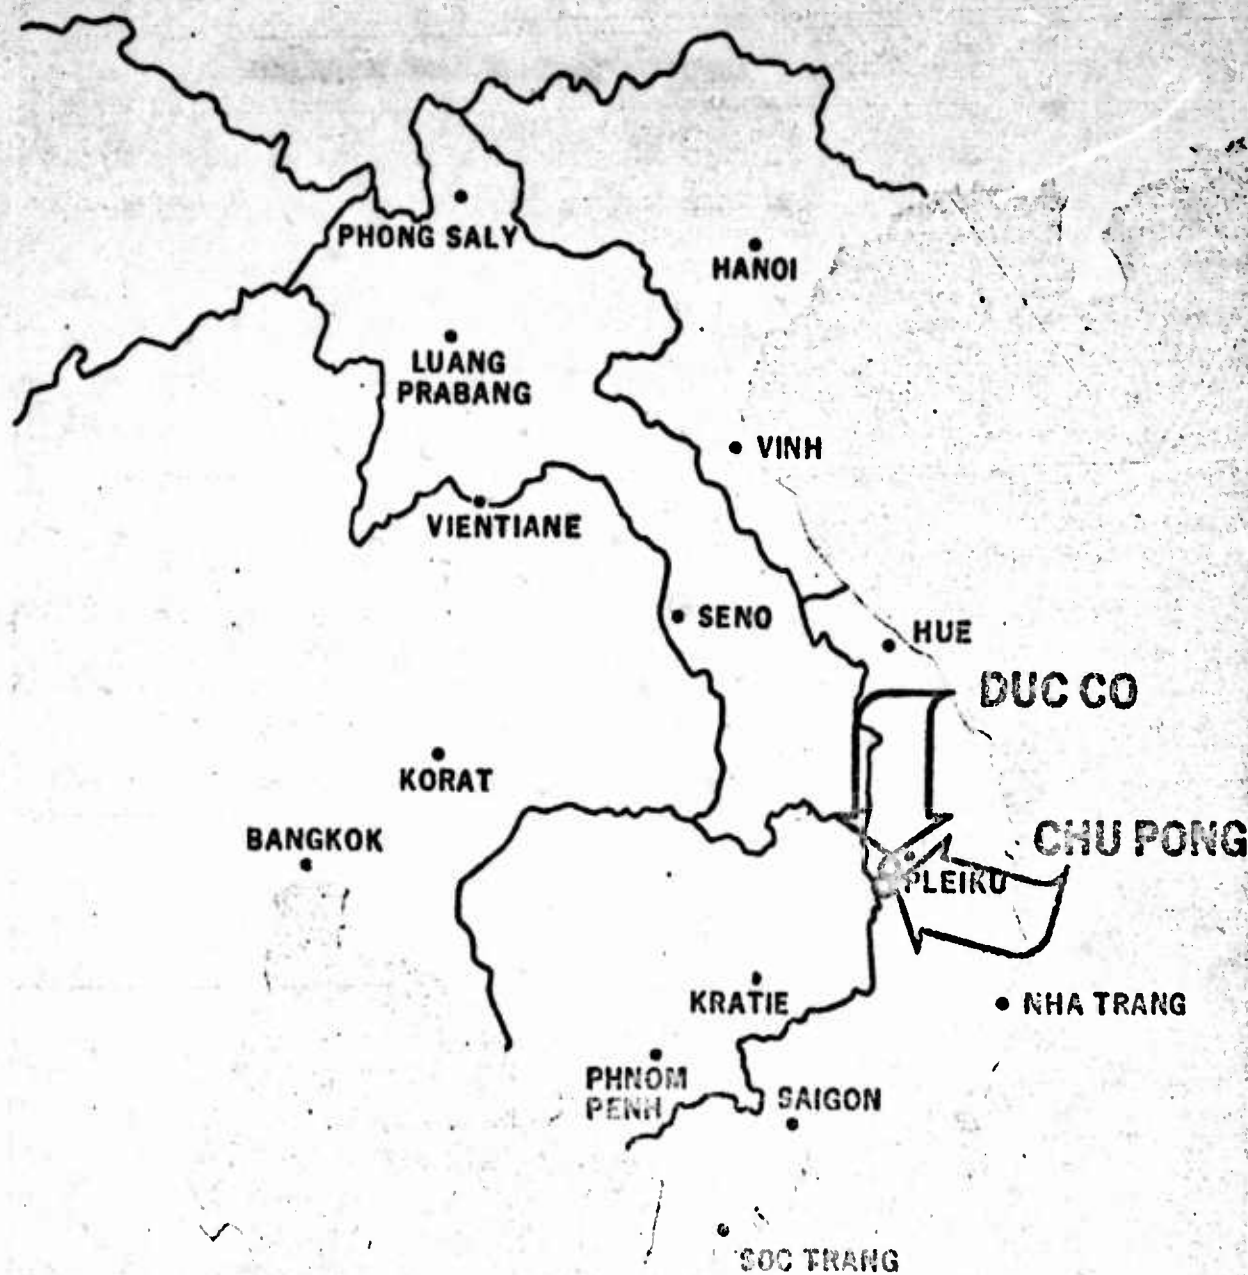 PHONG SALY
HANOI
LUANG
PRABANG
VINH
VIENTIANE
SENO
HUE
DUC CO
KORAT
BANGKOK
CHU PONG
PLEIKU
KRATIE
NHA TRANG
PHNOM
PENH
SAIGON
SOC TRANG